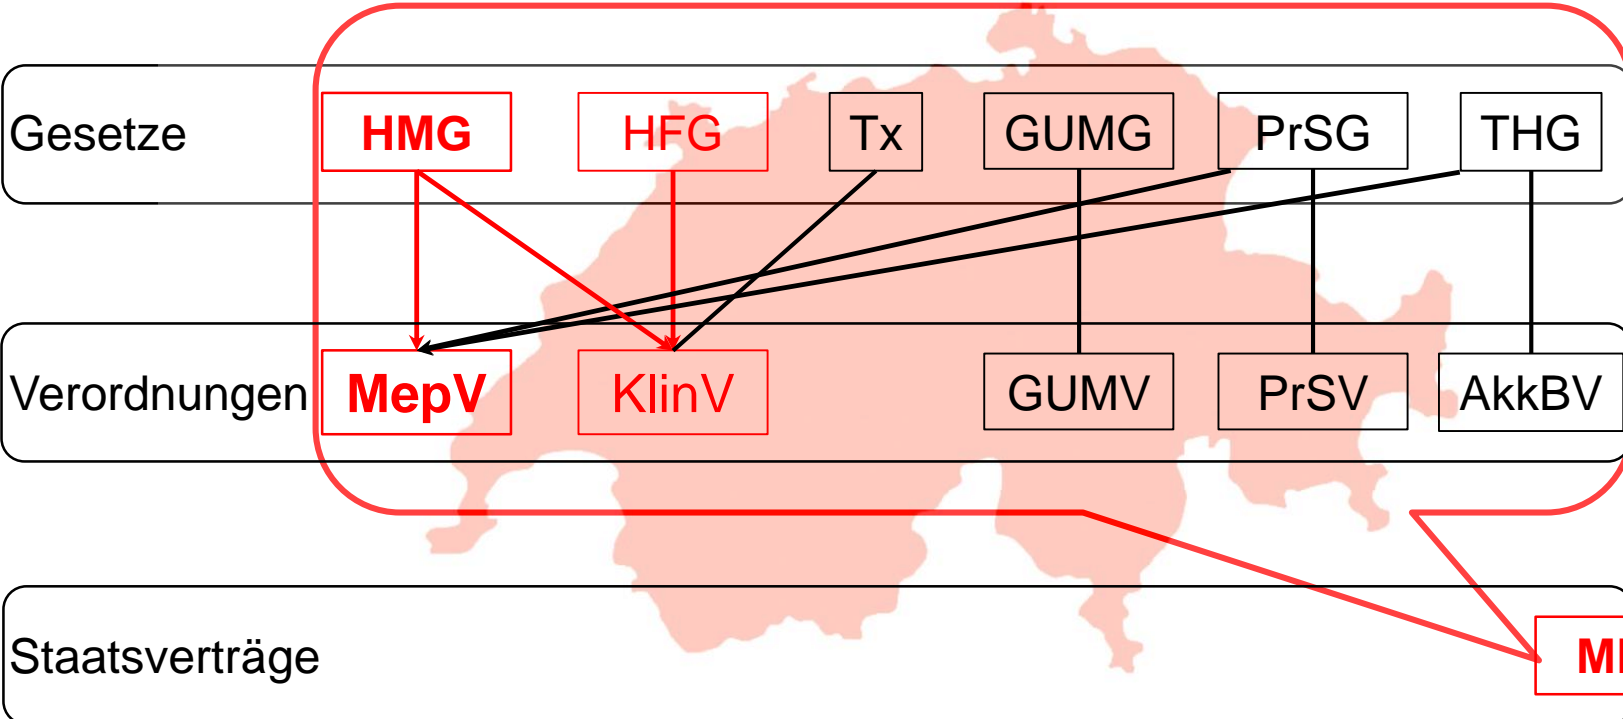 Gesetze HMG HFG Tx GUMG PrSG THG
Verordnungen MepV KlinV GUMV PrSV AkkBV
Staatsverträge